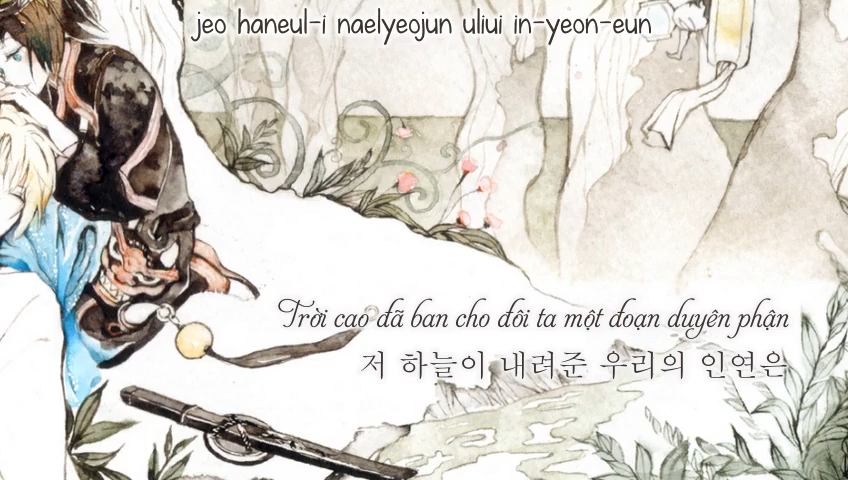 jeo haneul-i naelyeojun uliui in-yeon-eun
Trời cao đã ban cho đôi ta một đoạn duyên phận
저 하늘이 내려준 우리의 인연은